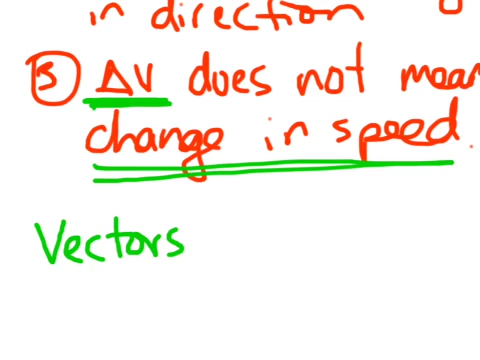 in direction
③ ΔV does not mean
change in speed.
Vectors